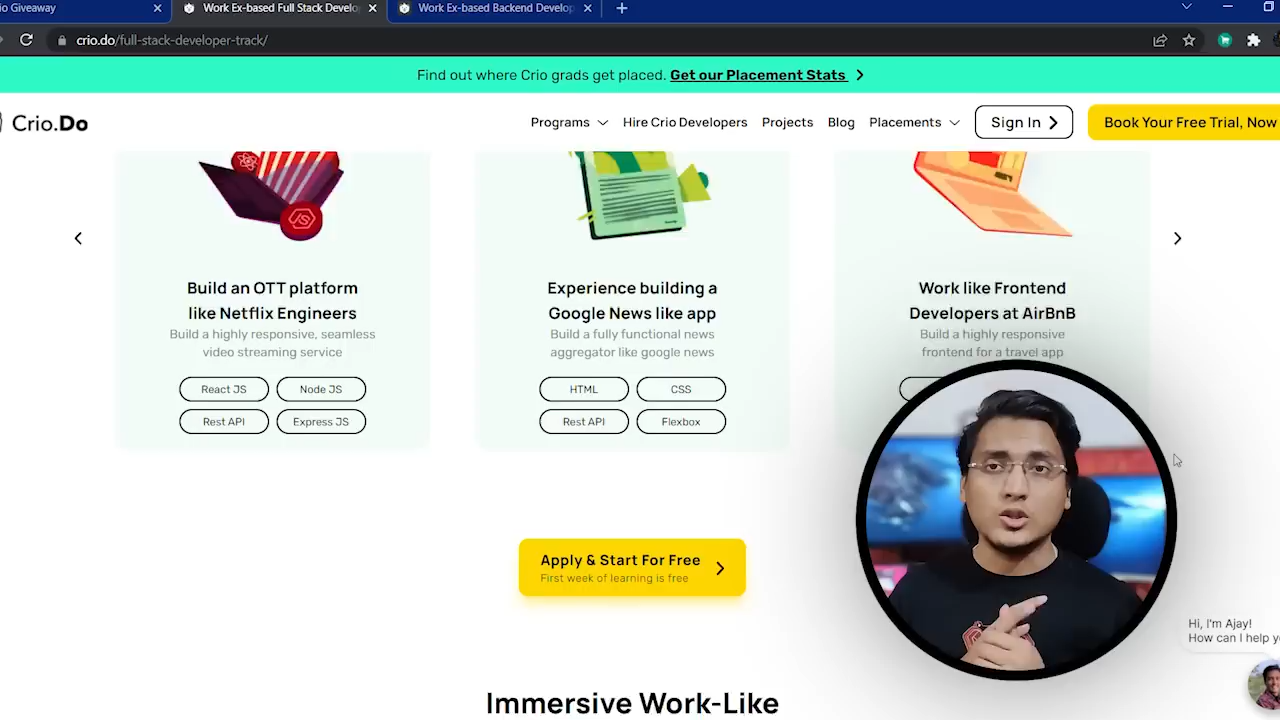 io Giveaway
Work Ex-based Full Stack Develo
Work Ex-based Backend Develop
crio.do/full-stack-developer-track/
Find out where Crio grads get placed. Get our Placement Stats
Crio.Do
Programs
Hire Crio Developers
Projects
Blog
Placements
Sign In
Book Your Free Trial, Now
JS
Build an OTT platform
like Netflix Engineers
Build a highly responsive, seamless
video streaming service
React JS
Node JS
Rest API
Express JS
Experience building a
Google News like app
Build a fully functional news
aggregator like google news
HTML
CSS
Rest API
Flexbox
Work like Frontend
Developers at AirBnB
Build a highly responsive
frontend for a travel app
Apply & Start For Free
First week of learning is free
Hi, I'm Ajay!
How can I help y
Immersive Work-Like